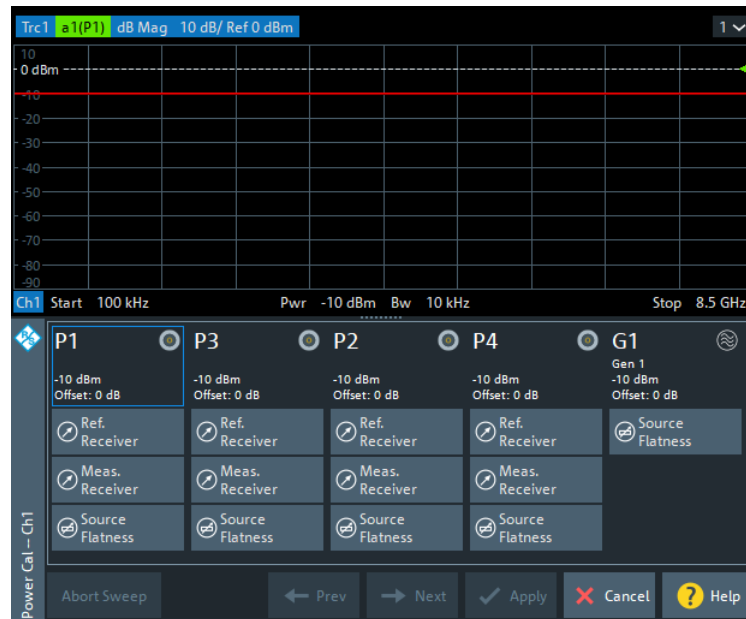 Trc1 a1(P1) dB Mag 10 dB/ Ref 0 dBm 1
10
0 dBm
-10
-20
-30
-40
-50
-60
-70
-80
-90
Ch1 Start 100 kHz Pwr -10 dBm Bw 10 kHz Stop 8.5 GHz
P1 P3 P2 P4 G1
Gen 1
-10 dBm -10 dBm -10 dBm -10 dBm -10 dBm
Offset: 0 dB Offset: 0 dB Offset: 0 dB Offset: 0 dB Offset: 0 dB
Ref. Ref. Ref. Ref. Source
Receiver Receiver Receiver Receiver Flatness
Meas. Meas. Meas. Meas.
Receiver Receiver Receiver Receiver
Source Source Source Source
Flatness Flatness Flatness Flatness
Power Cal -- Ch1
Abort Sweep Prev Next Apply Cancel ? Help